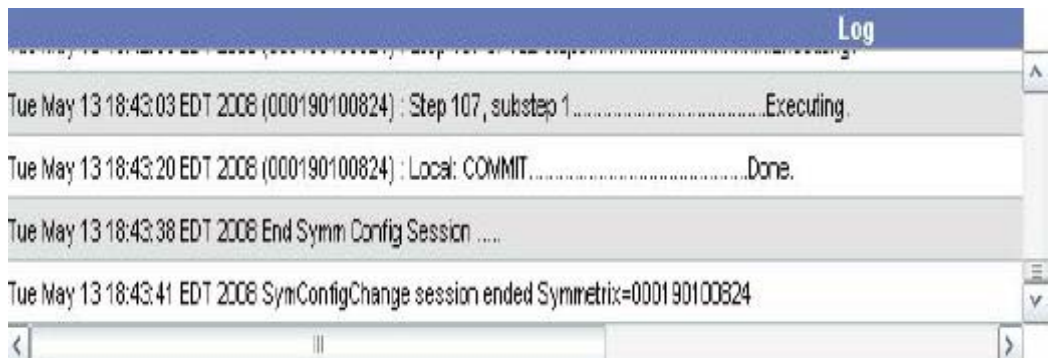 Log
Tue May 13 18:43:03 EDT 2008 (000190100824) : Step 107, substep 1........................................Executing.
Tue May 13 18:43:20 EDT 2008 (000190100824) : Local: COMMIT.............................................Done.
Tue May 13 18:43:38 EDT 2008 End Symm Config Session .....
Tue May 13 18:43:41 EDT 2008 SymConfigChange session ended Symmetrix=000190100824